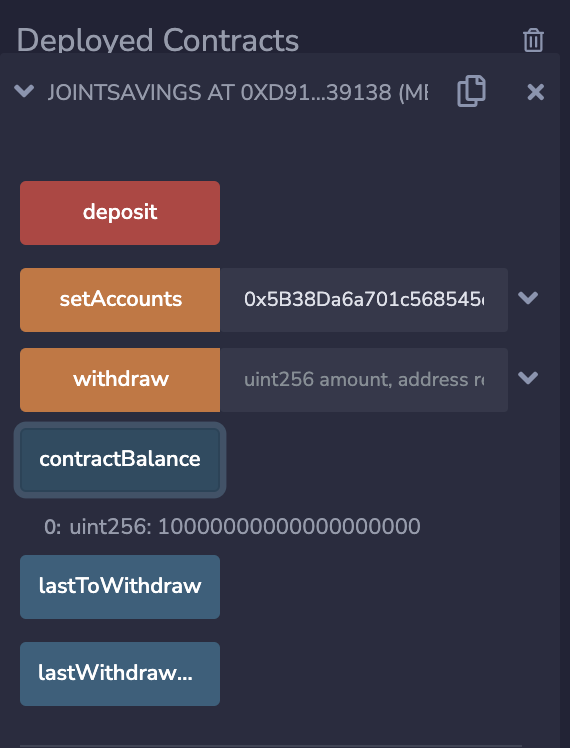 Deployed Contracts
JOINTSAVINGS AT 0XD91...39138 (ME
deposit
setAccounts 0x5B38Da6a701c568545
withdraw uint256 amount, address re
contractBalance
0: uint256: 10000000000000000000
lastToWithdraw
lastWithdraw...